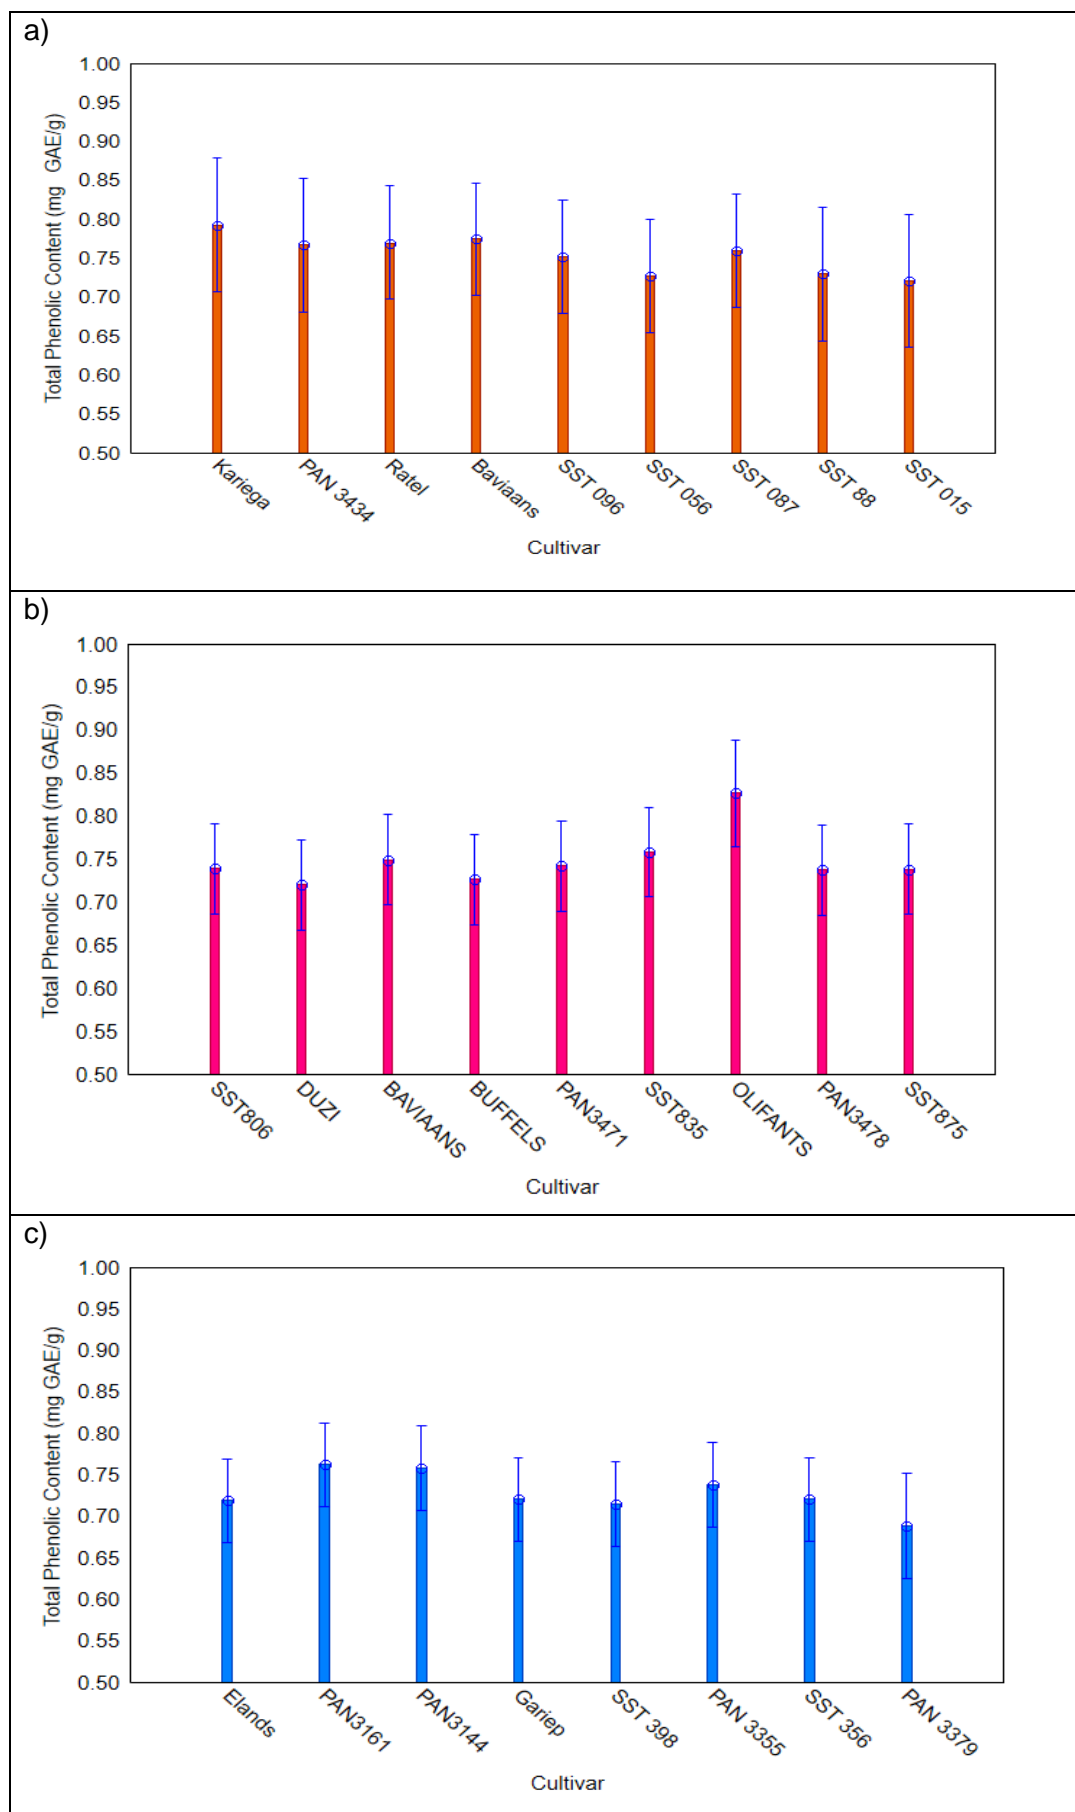 a)
Total Phenolic Content (mg GAE/g)
1.00
0.95
0.90
0.85
0.80
0.75
0.70
0.65
0.60
0.55
0.50
Kariega
PAN 3434
Ratel
Baviaans
SST 096
SST 056
SST 087
SST 88
SST 015
Cultivar
b)
Total Phenolic Content (mg GAE/g)
1.00
0.95
0.90
0.85
0.80
0.75
0.70
0.65
0.60
0.55
0.50
SST806
DUZI
BAVIAANS
BUFFELS
PAN3471
SST835
OLIFANTS
PAN3478
SST875
Cultivar
c)
Total Phenolic Content (mg GAE/g)
1.00
0.95
0.90
0.85
0.80
0.75
0.70
0.65
0.60
0.55
0.50
Elands
PAN3161
PAN3144
Gariep
SST 398
PAN 3355
SST 356
PAN 3379
Cultivar